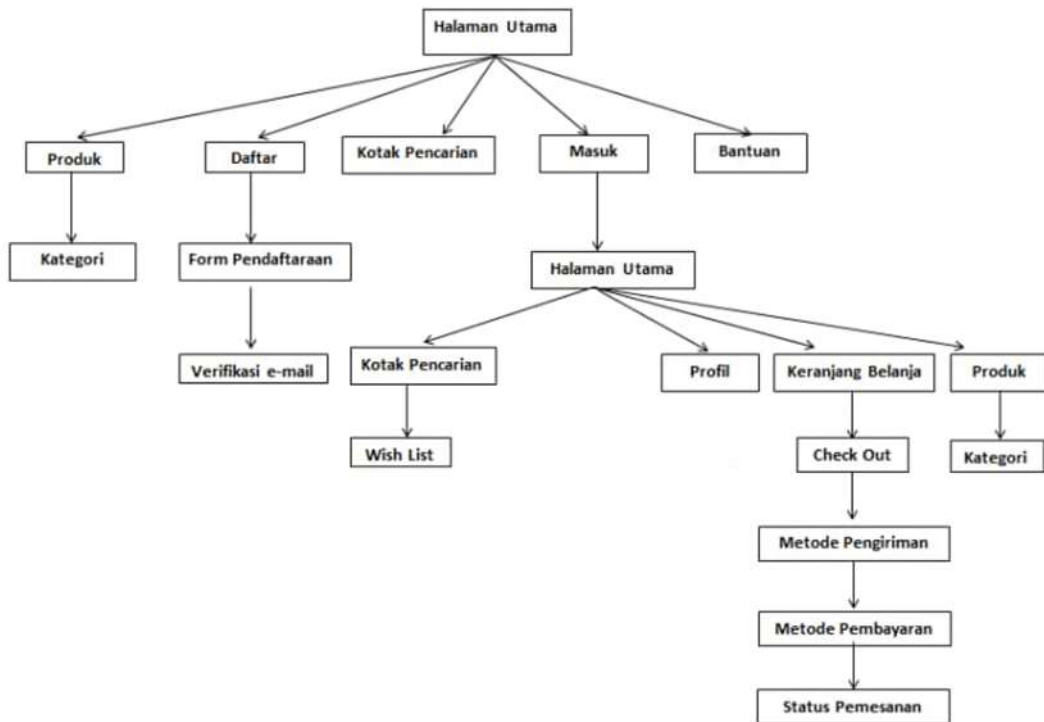 Halaman Utama
Produk
Daftar
Kotak Pencarian
Masuk
Bantuan
Kategori
Form Pendaftaraan
Halaman Utama
Verifikasi e-mail
Kotak Pencarian
Profil
Keranjang Belanja
Produk
Wish List
Check Out
Kategori
Metode Pengiriman
Metode Pembayaran
Status Pemesanan